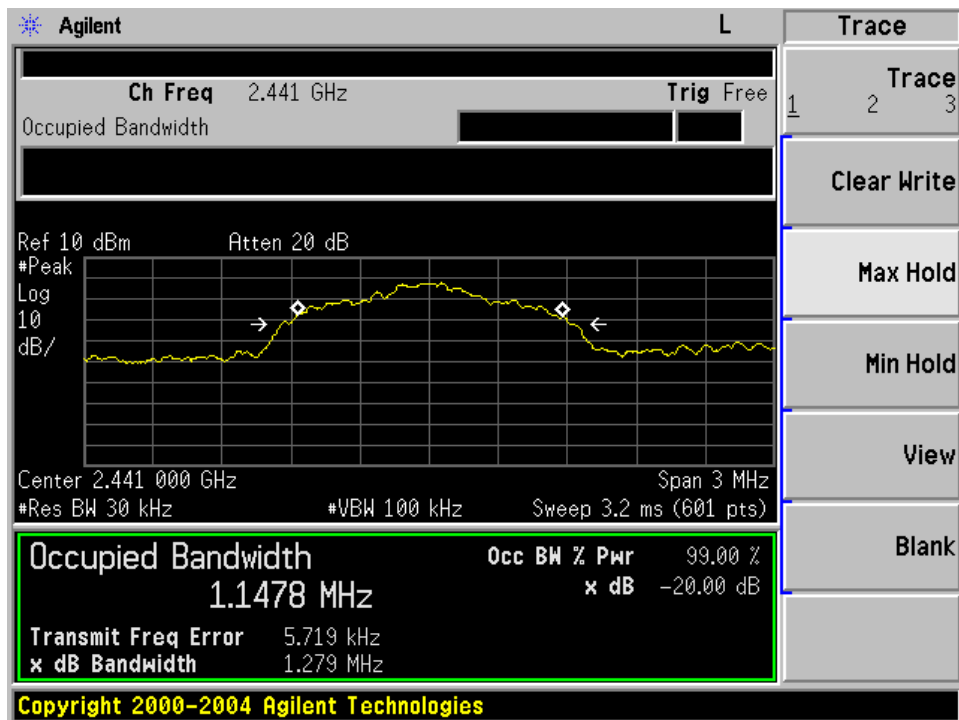 Agilent L Trace
Ch Freq 2.441 GHz Trig Free
Occupied Bandwidth
Trace
1 2 3
Clear Write
Max Hold
Min Hold
View
Blank
Ref 10 dBm Atten 20 dB
#Peak
Log
10
dB/
Center 2.441 000 GHz Span 3 MHz
#Res BW 30 kHz #VBW 100 kHz Sweep 3.2 ms (601 pts)
Occupied Bandwidth Occ BW % Pwr 99.00 %
1.1478 MHz x dB -20.00 dB
Transmit Freq Error 5.719 kHz
x dB Bandwidth 1.279 MHz
Copyright 2000-2004 Agilent Technologies